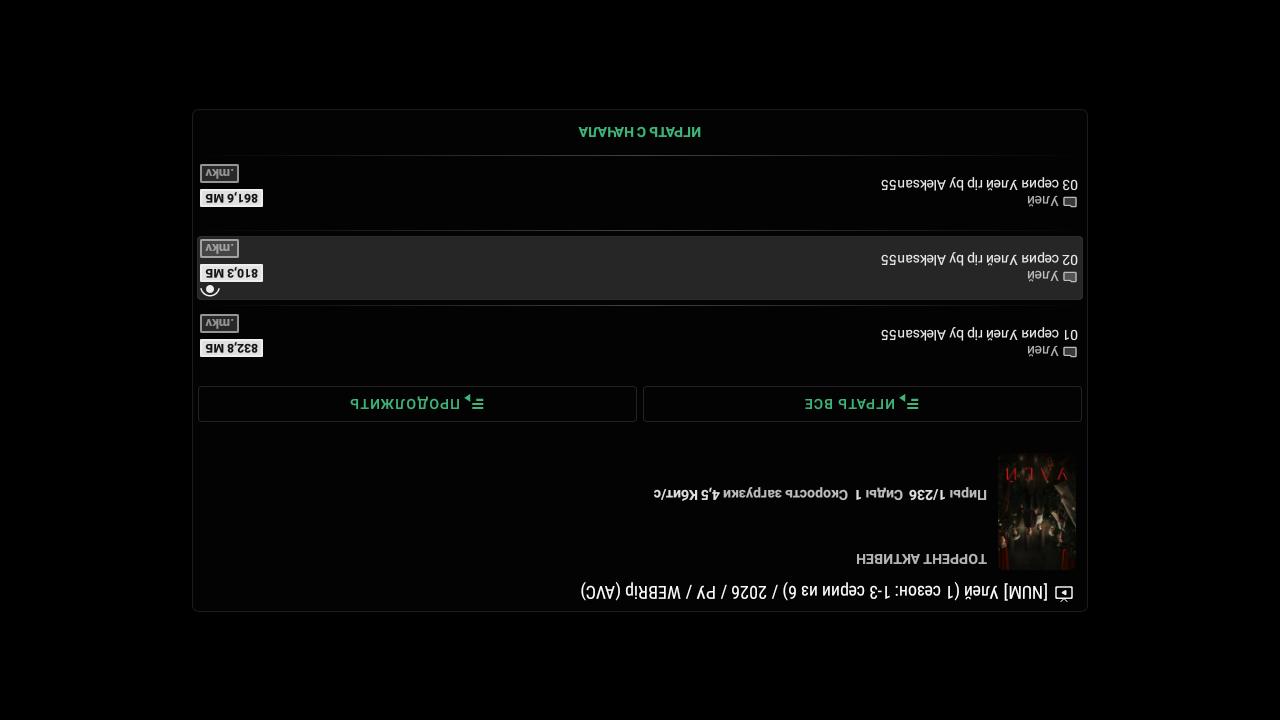 [NUM] Улей (1 сезон: 1-3 серии из 6) / 2026 / РУ / WEBRip (AVC)
ТОРРЕНТ АКТИВЕН
УЛЕЙ
Пиры 1/236 Сиды 1 Скорость загрузки 4,5 Кбит/с
ИГРАТЬ ВСЕ
ПРОДОЛЖИТЬ
Улей
01 серия Улей rip by Aleksan55
832,8 МБ
.mkv
Улей
02 серия Улей rip by Aleksan55
810,3 МБ
.mkv
Улей
03 серия Улей rip by Aleksan55
861,6 МБ
.mkv
ИГРАТЬ С НАЧАЛА